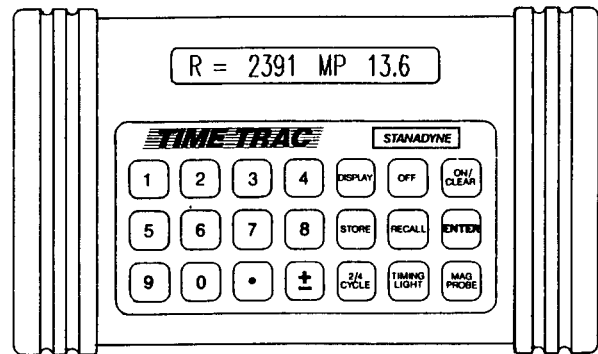 R = 2391 MP 13.6
TIME TRAC STANADYNE
1 2 3 4 DISPLAY OFF ON/CLEAR
5 6 7 8 STORE RECALL ENTER
9 0 • ± 2/4 CYCLE TIMING LIGHT MAG PROBE